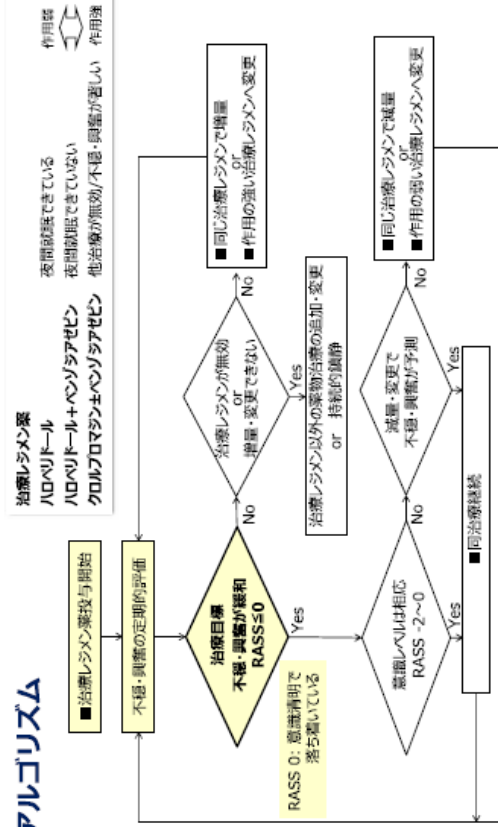 アルゴリズム
治療レジメン薬
ハロペリドール 夜間就眠できている 作用弱
ハロペリドール+ベンゾジアゼピン 夜間就眠できていない
クロルプロマジン±ベンゾジアゼピン 他治療が無効/不穏・興奮が著しい 作用強
■治療レジメン薬投与開始
不穏・興奮の定期的評価
治療目標
不穏・興奮が緩和
RASS≦0
No
治療レジメンが無効
or
増量・変更できない
No
■同じ治療レジメンで増量
or
■作用の強い治療レジメンへ変更
Yes
治療レジメン以外の薬物治療の追加・変更
or 持続的鎮静
Yes
RASS 0: 意識清明で
落ち着いている
意識レベルは相応
RASS -2~0
No
減量・変更で
不穏・興奮が予測
No
■同じ治療レジメンで減量
or
■作用の弱い治療レジメンへ変更
Yes
Yes
■同治療継続